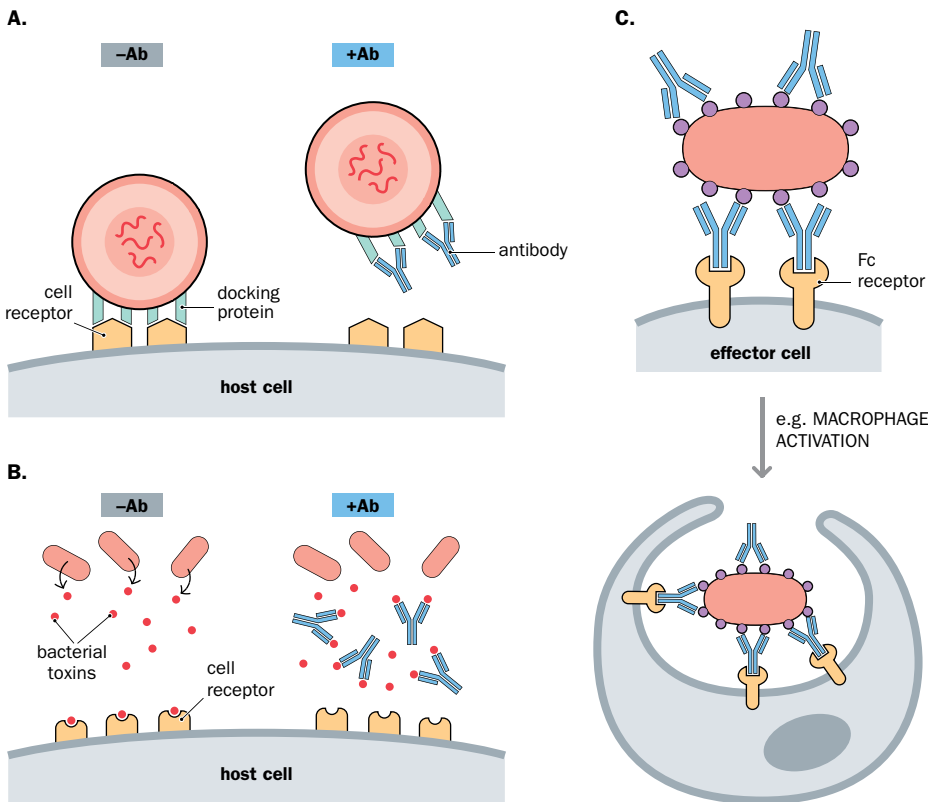 A.
–Ab
+Ab
cell
receptor
docking
protein
antibody
host cell
B.
–Ab
+Ab
bacterial
toxins
cell
receptor
host cell
C.
Fc
receptor
effector cell
e.g. MACROPHAGE
ACTIVATION